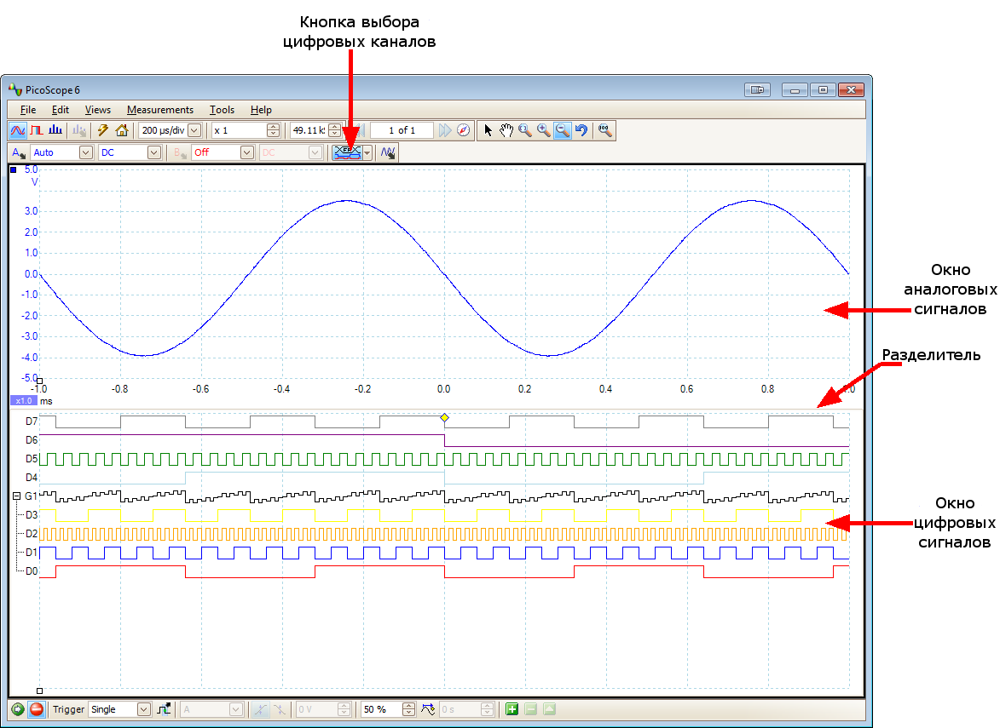 Кнопка выбора
цифровых каналов
PicoScope 6
File Edit Views Measurements Tools Help
200 µs/div x 1 49.11 k 1 of 1
A Auto DC B Off DC
5.0
V
3.0
2.0
1.0
0.0
-1.0
-2.0
-3.0
-4.0
-5.0
-1.0 -0.8 -0.6 -0.4 -0.2 0.0 0.2 0.4 0.6 0.8 1.0
x1.0 ms
Окно
аналоговых
сигналов
Разделитель
D7
D6
D5
D4
G1
D3
D2
D1
D0
Окно
цифровых
сигналов
Trigger Single A 0 V 50 % 0 s